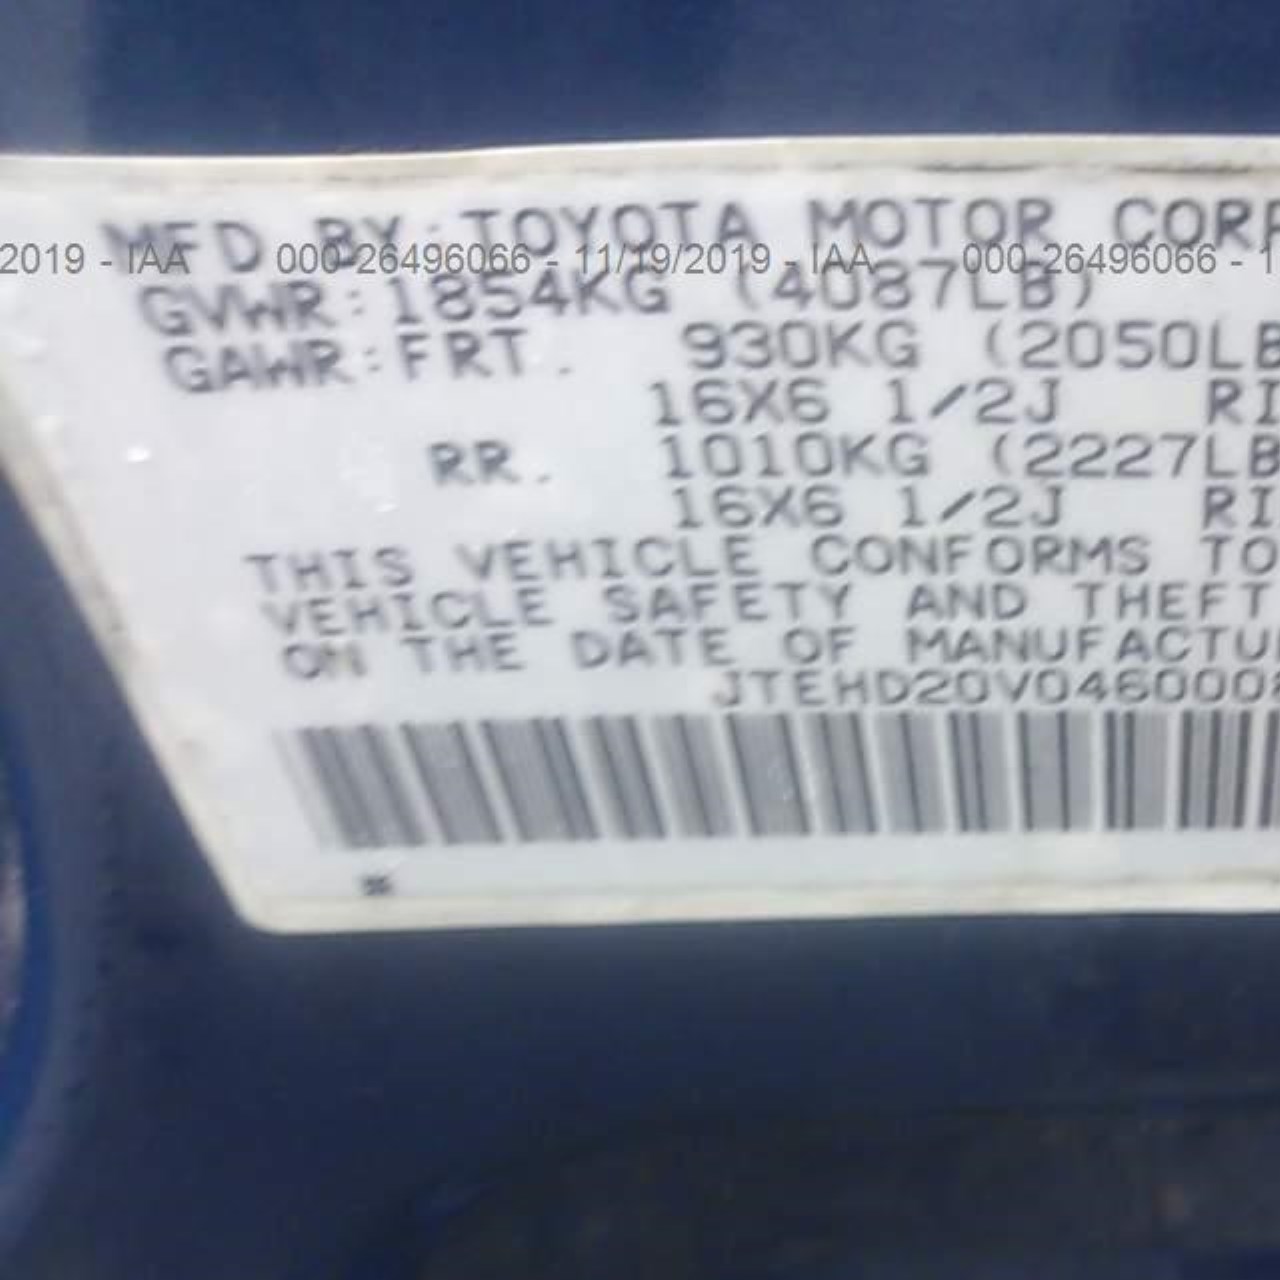 MFD BY:TOYOTA MOTOR CORP
2019 - IAA 000-26496066 - 11/19/2019 - IAA 000-26496066 - 1
GVWR:1854KG (4087LB)
GAWR:FRT. 930KG (2050LB
16X6 1/2J RI
RR. 1010KG (2227LB
16X6 1/2J RI
THIS VEHICLE CONFORMS TO
VEHICLE SAFETY AND THEFT
ON THE DATE OF MANUFACTU
JTEHD20V046000